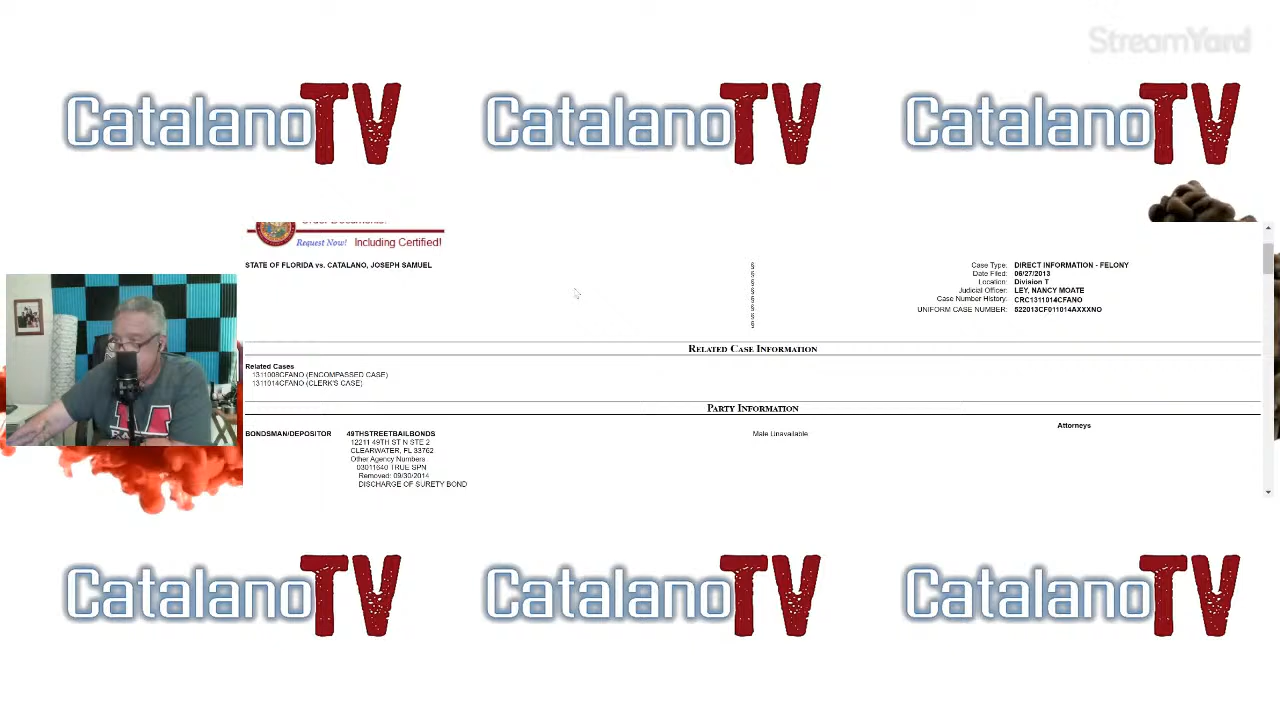 StreamYard
CatalanoTV
CatalanoTV
CatalanoTV
Request Now! Including Certified!
STATE OF FLORIDA vs. CATALANO, JOSEPH SAMUEL
§
§
§
§
§
§
§
§
Case Type: DIRECT INFORMATION - FELONY
Date Filed: 06/27/2013
Location: Division T
Judicial Officer: LEY, NANCY MOATE
Case Number History: CRC1311014CFANO
UNIFORM CASE NUMBER: 522013CF011014AXXXNO
RELATED CASE INFORMATION
Related Cases
1311008CFANO (ENCOMPASSED CASE)
1311014CFANO (CLERK'S CASE)
PARTY INFORMATION
Attorneys
BONDSMAN/DEPOSITOR 49THSTREETBAILBONDS Male Unavailable
12211 49TH ST N STE 2
CLEARWATER, FL 33762
Other Agency Numbers
03011640 TRUE SPN
Removed: 09/30/2014
DISCHARGE OF SURETY BOND
CatalanoTV
CatalanoTV
CatalanoTV